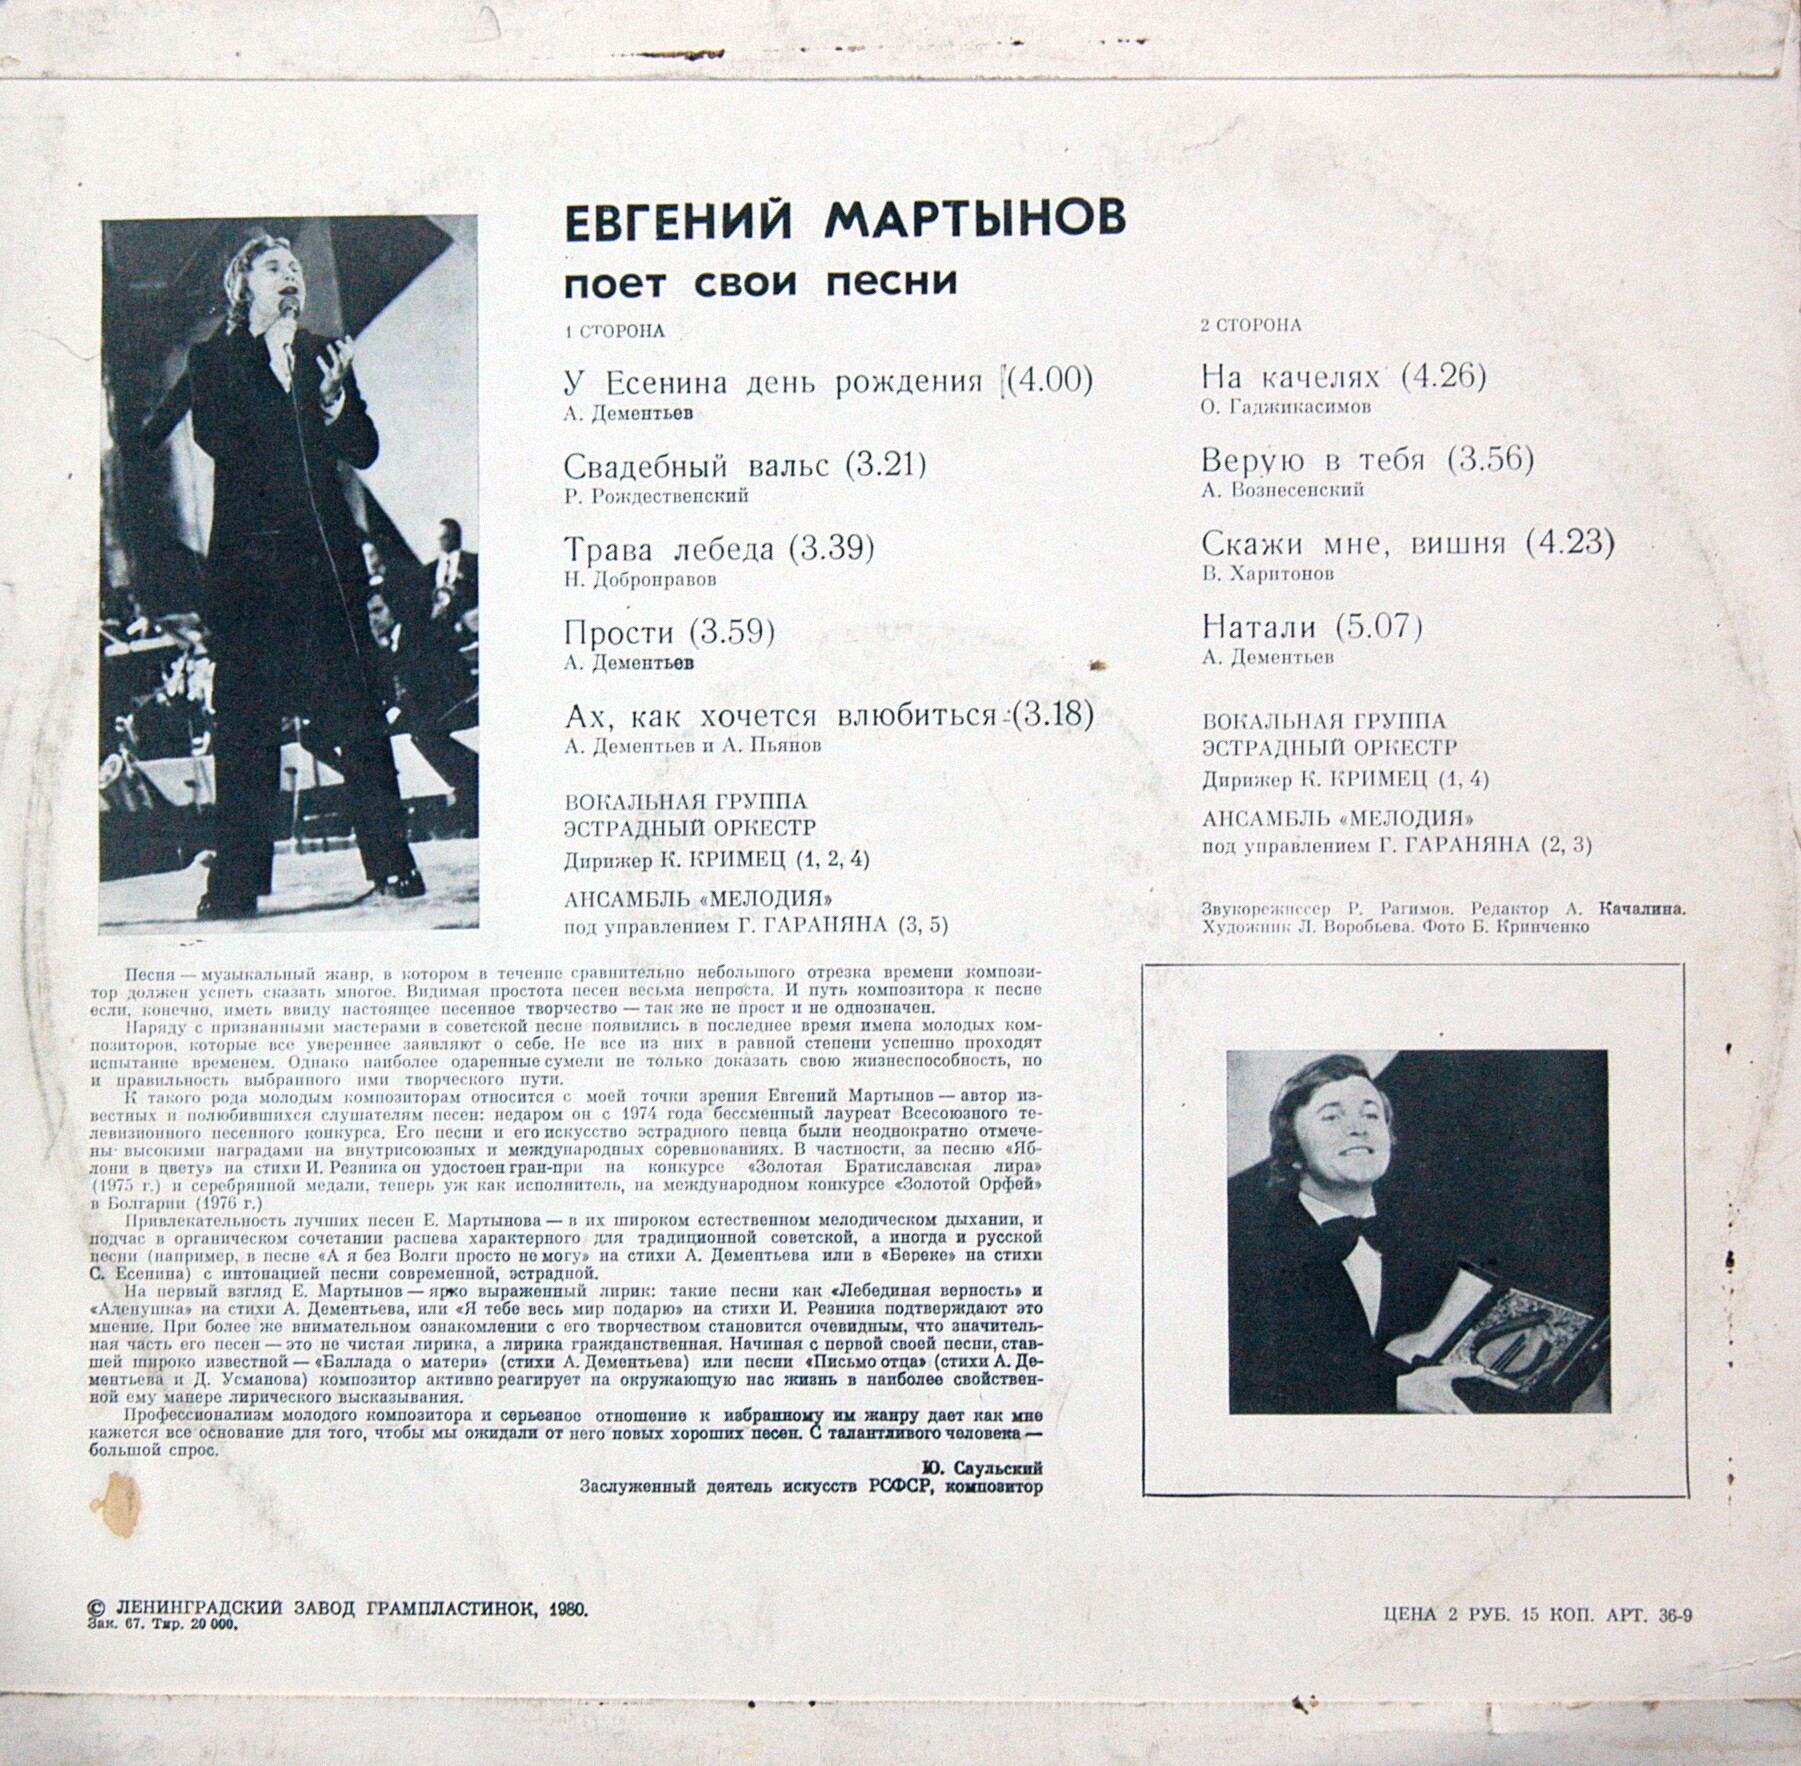 ЕВГЕНИЙ МАРТЫНОВ
поет свои песни
1 СТОРОНА
У Есенина день рождения (4.00)
А. Дементьев
Свадебный вальс (3.21)
Р. Рождественский
Трава лебеда (3.39)
Н. Добронравов
Прости (3.59)
А. Дементьев
Ах, как хочется влюбиться (3.18)
А. Дементьев и А. Пьянов
ВОКАЛЬНАЯ ГРУППА
ЭСТРАДНЫЙ ОРКЕСТР
Дирижер К. КРИМЕЦ (1, 2, 4)
АНСАМБЛЬ «МЕЛОДИЯ»
под управлением Г. ГАРАНЯНА (3, 5)
2 СТОРОНА
На качелях (4.26)
О. Гаджикасимов
Верую в тебя (3.56)
А. Вознесенский
Скажи мне, вишня (4.23)
В. Харитонов
Натали (5.07)
А. Дементьев
ВОКАЛЬНАЯ ГРУППА
ЭСТРАДНЫЙ ОРКЕСТР
Дирижер К. КРИМЕЦ (1, 4)
АНСАМБЛЬ «МЕЛОДИЯ»
под управлением Г. ГАРАНЯНА (2, 3)
Звукорежиссер Р. Рагимов. Редактор А. Качалина.
Художник Л. Воробьева. Фото Б. Кринченко
Песня — музыкальный жанр, в котором в течение сравнительно небольшого отрезка времени компози-
тор должен успеть сказать многое. Видимая простота песен весьма непроста. И путь композитора к песне
если, конечно, иметь ввиду настоящее песенное творчество — так же не прост и не однозначен.
Наряду с признанными мастерами в советской песне появились в последнее время имена молодых ком-
позиторов, которые все увереннее заявляют о себе. Не все из них в равной степени успешно проходят
испытание временем. Однако наиболее одаренные сумели не только доказать свою жизнеспособность, но
и правильность выбранного ими творческого пути.
К такого рода молодым композиторам относится с моей точки зрения Евгений Мартынов — автор из-
вестных и полюбившихся слушателям песен: недаром он с 1974 года бессменный лауреат Всесоюзного те-
левизионного песенного конкурса. Его песни и его искусство эстрадного певца были неоднократно отмече-
ны высокими наградами на внутрисоюзных и международных соревнованиях. В частности, за песню «Яб-
лони в цвету» на стихи И. Резника он удостоен гран-при на конкурсе «Золотая Братиславская лира»
(1975 г.) и серебрянной медали, теперь уж как исполнитель, на международном конкурсе «Золотой Орфей»
в Болгарии (1976 г.)
Привлекательность лучших песен Е. Мартынова — в их широком естественном мелодическом дыхании, и
подчас в органическом сочетании распева характерного для традиционной советской, а иногда и русской
песни (например, в песне «А я без Волги просто не могу» на стихи А. Дементьева или в «Береке» на стихи
С. Есенина) с интонацией песни современной, эстрадной.
На первый взгляд Е. Мартынов — ярко выраженный лирик: такие песни как «Лебединая верность» и
«Аленушка» на стихи А. Дементьева, или «Я тебе весь мир подарю» на стихи И. Резника подтверждают это
мнение. При более же внимательном ознакомлении с его творчеством становится очевидным, что значитель-
ная часть его песен — это не чистая лирика, а лирика гражданственная. Начиная с первой своей песни, став-
шей широко известной — «Баллада о матери» (стихи А. Дементьева) или песни «Письмо отца» (стихи А. Де-
ментьева и Д. Усманова) композитор активно реагирует на окружающую нас жизнь в наиболее свойствен-
ной ему манере лирического высказывания.
Профессионализм молодого композитора и серьезное отношение к избранному им жанру дает как мне
кажется все основание для того, чтобы мы ожидали от него новых хороших песен. С талантливого человека —
большой спрос.
Ю. Саульский
Заслуженный деятель искусств РСФСР, композитор
© ЛЕНИНГРАДСКИЙ ЗАВОД ГРАМПЛАСТИНОК, 1980.
Зак. 67. Тир. 20 000.
ЦЕНА 2 РУБ. 15 КОП. АРТ. 36-9